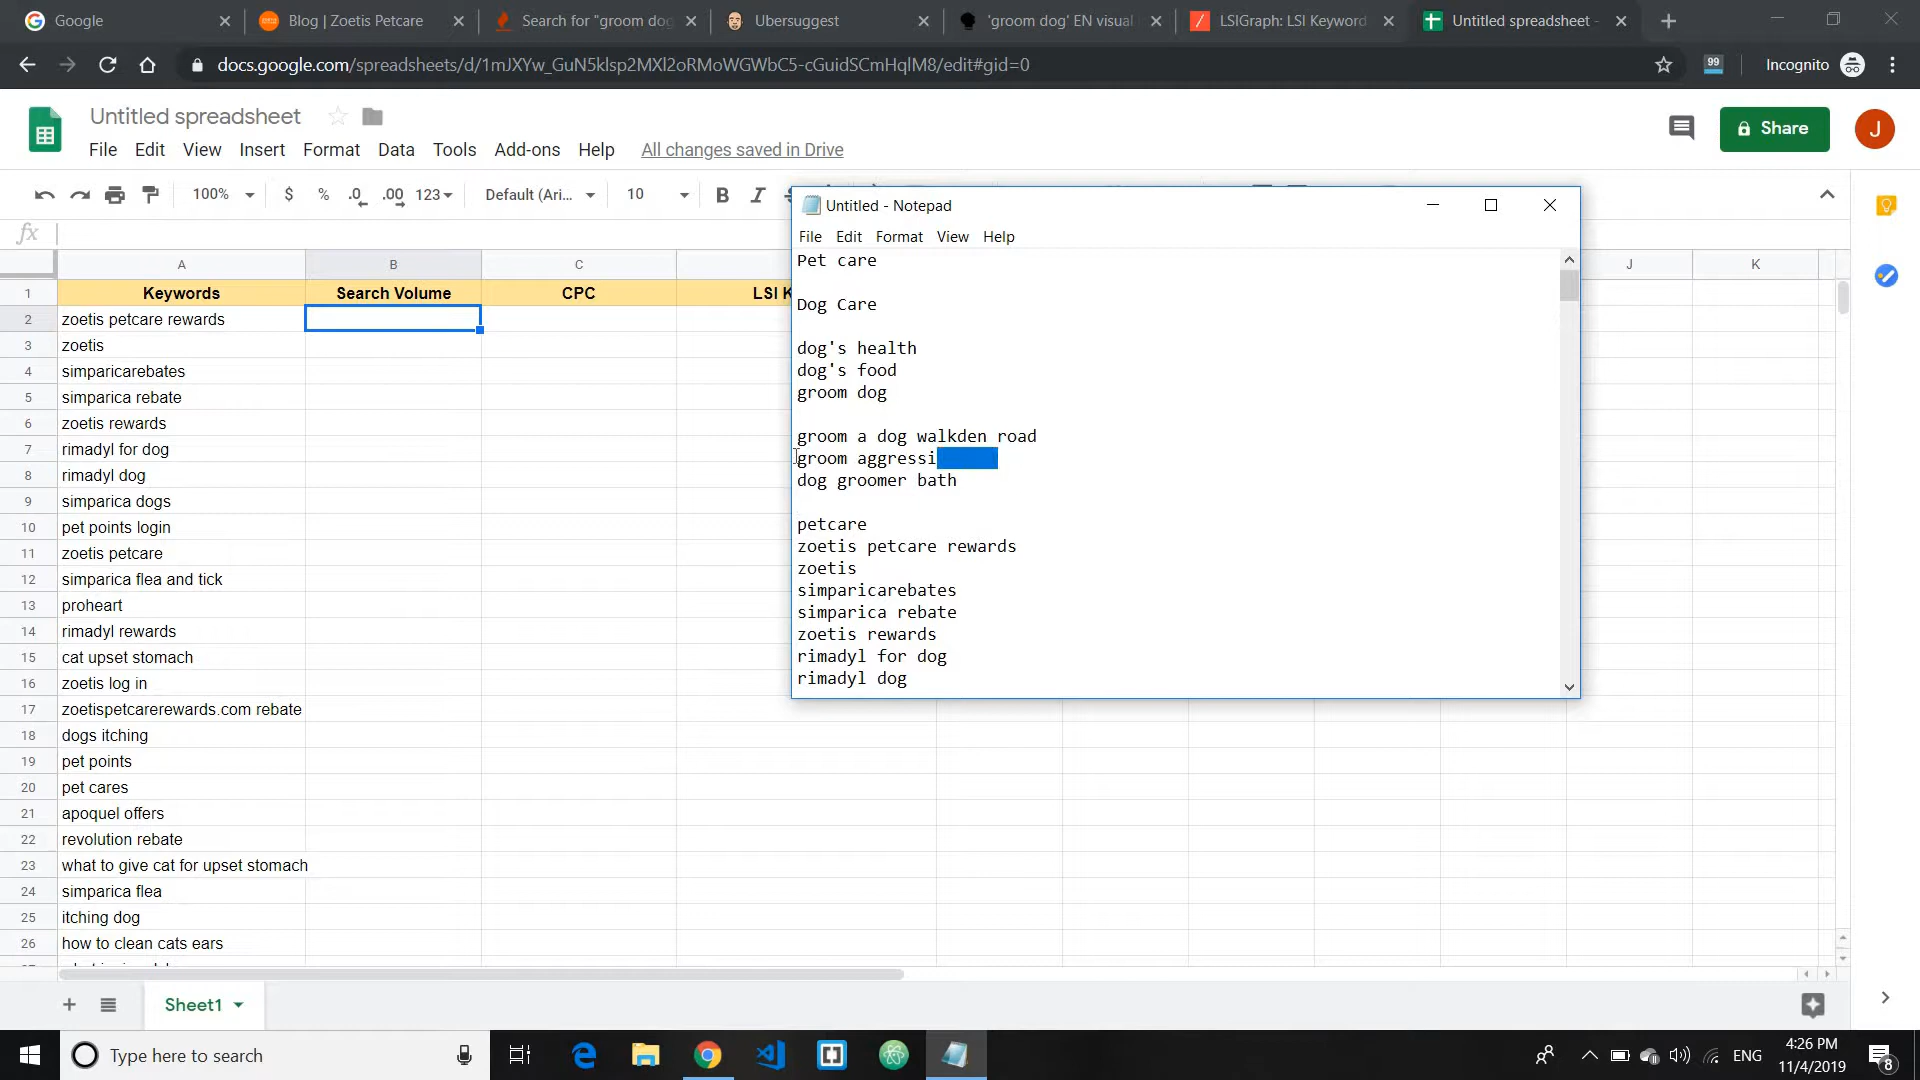 Google
Blog | Zoetis Petcare
Search for "groom dog
Ubersuggest
'groom dog' EN visual
LSIGraph: LSI Keyword
Untitled spreadsheet -
docs.google.com/spreadsheets/d/1mJXYw_GuN5klsp2MXl2oRMoWGWbC5-cGuidSCmHqlM8/edit#gid=0
99
Incognito
Untitled spreadsheet
File Edit View Insert Format Data Tools Add-ons Help All changes saved in Drive
Share
J
100% $ % .0 .00 123 Default (Ari... 10 B I S
fx
A B C J K
1 Keywords Search Volume CPC LSI K
2 zoetis petcare rewards
3 zoetis
4 simparicarebates
5 simparica rebate
6 zoetis rewards
7 rimadyl for dog
8 rimadyl dog
9 simparica dogs
10 pet points login
11 zoetis petcare
12 simparica flea and tick
13 proheart
14 rimadyl rewards
15 cat upset stomach
16 zoetis log in
17 zoetispetcarerewards.com rebate
18 dogs itching
19 pet points
20 pet cares
21 apoquel offers
22 revolution rebate
23 what to give cat for upset stomach
24 simparica flea
25 itching dog
26 how to clean cats ears
Untitled - Notepad
File Edit Format View Help
Pet care
Dog Care
dog's health
dog's food
groom dog
groom a dog walkden road
groom aggressi
dog groomer bath
petcare
zoetis petcare rewards
zoetis
simparicarebates
simparica rebate
zoetis rewards
rimadyl for dog
rimadyl dog
Sheet1
Type here to search
ENG
4:26 PM
11/4/2019
8